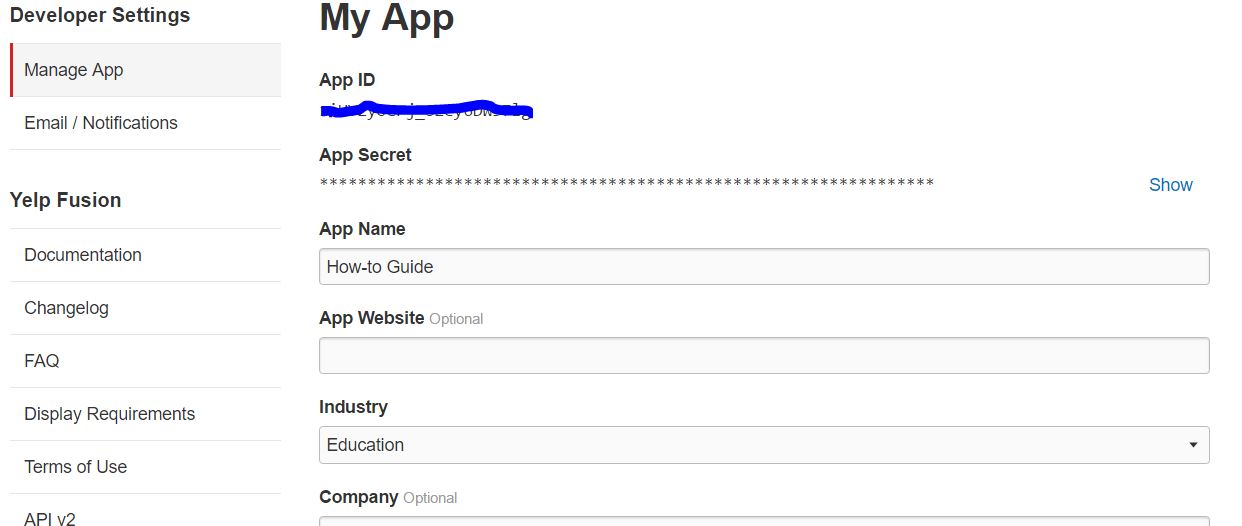 Developer Settings
Manage App
Email / Notifications
Yelp Fusion
Documentation
Changelog
FAQ
Display Requirements
Terms of Use
API v2
My App
App ID
App Secret
****************************************************************
Show
App Name
How-to Guide
App Website Optional
Industry
Education
Company Optional